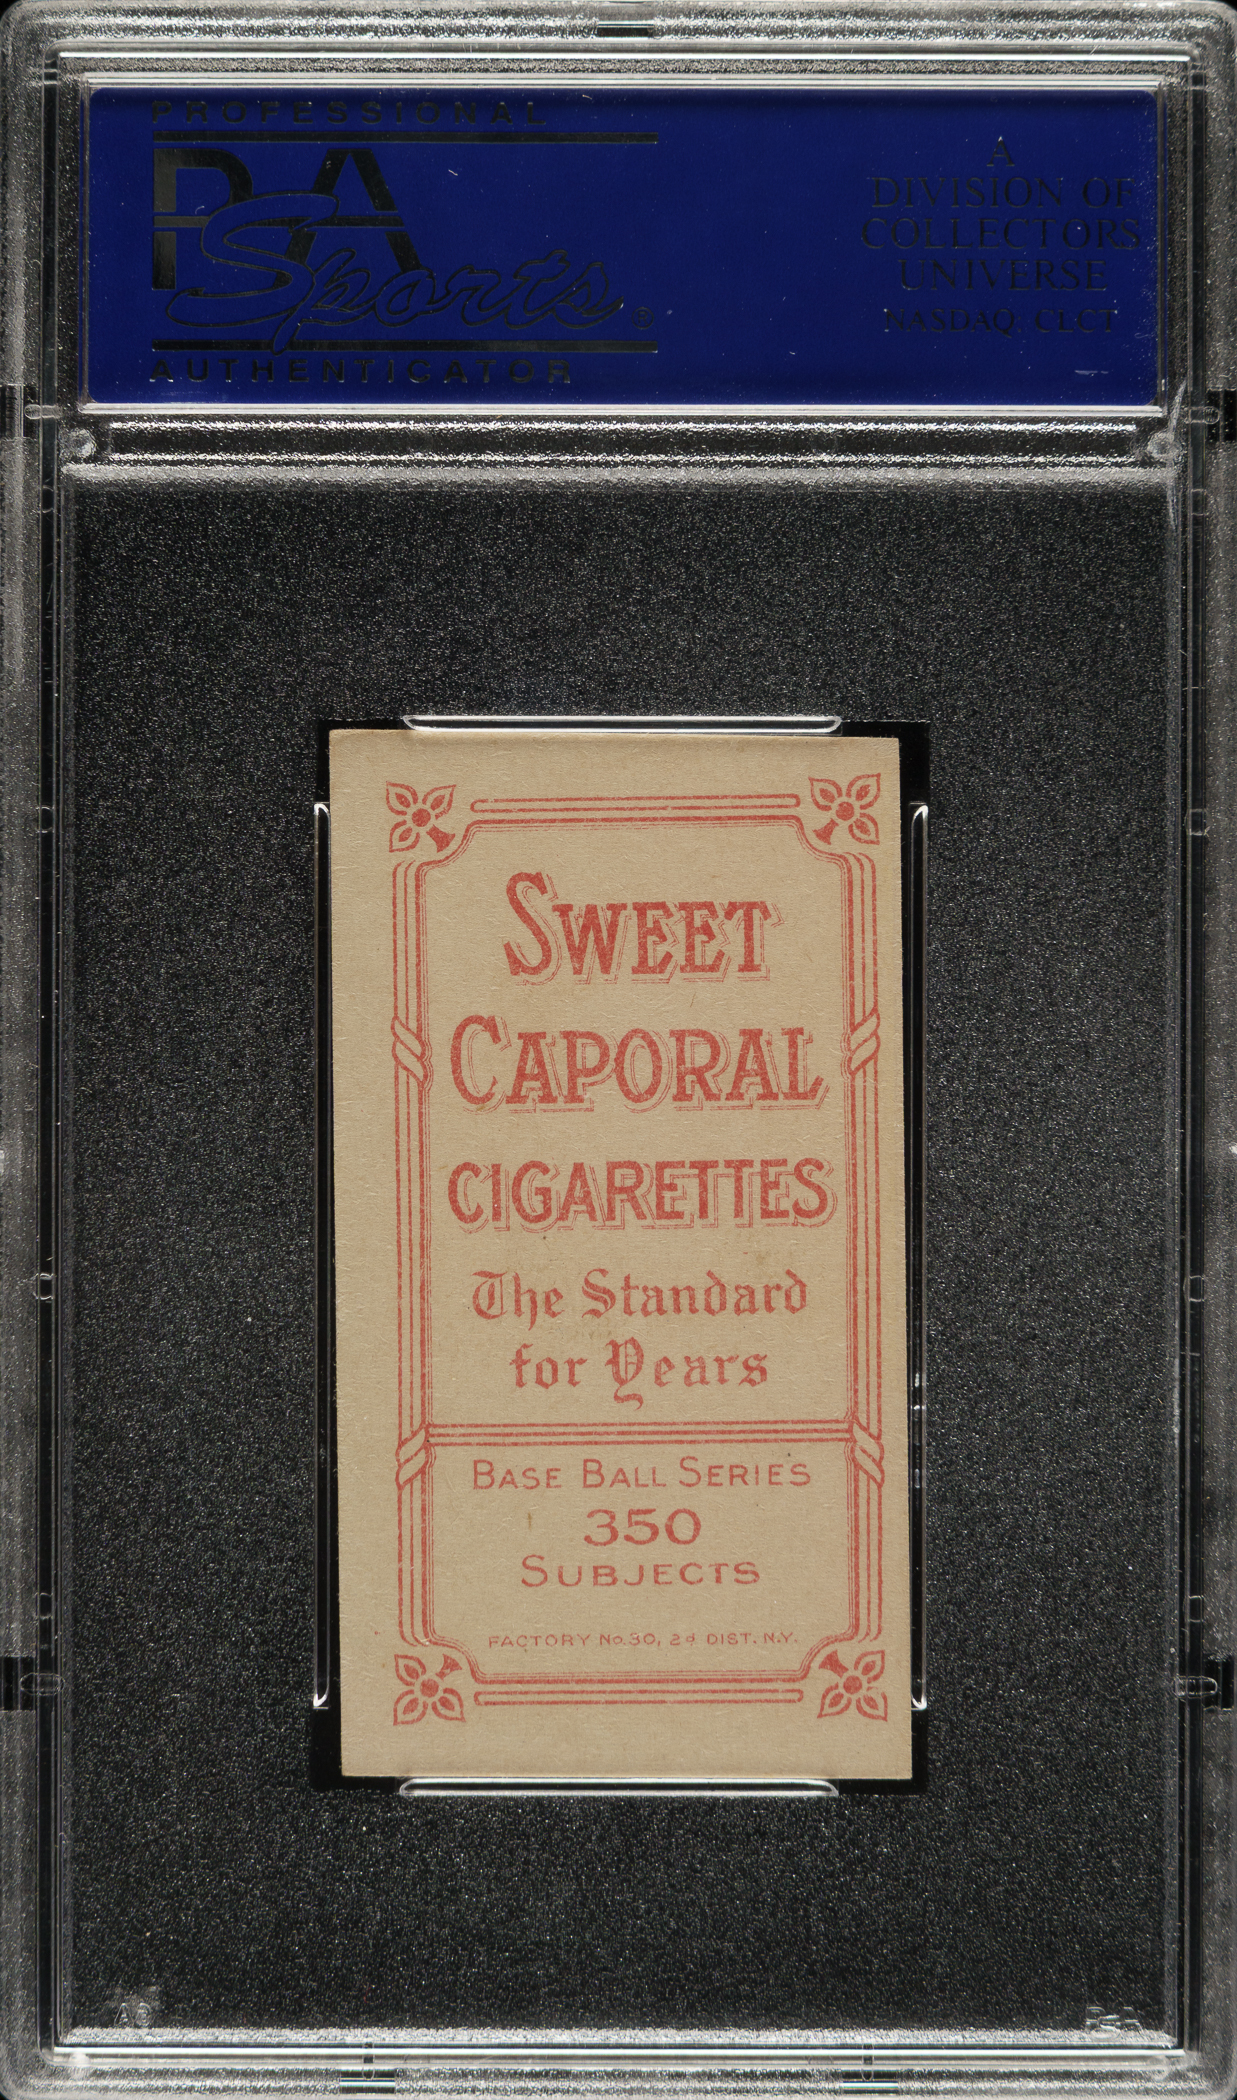 PROFESSIONAL
PSA
Sports ®
AUTHENTICATOR
A
DIVISION OF
COLLECTORS
UNIVERSE
NASDAQ: CLCT
SWEET
CAPORAL
CIGARETTES
The Standard
for Years
BASE BALL SERIES
350
SUBJECTS
FACTORY No. 30, 2d DIST. N.Y.
PSA